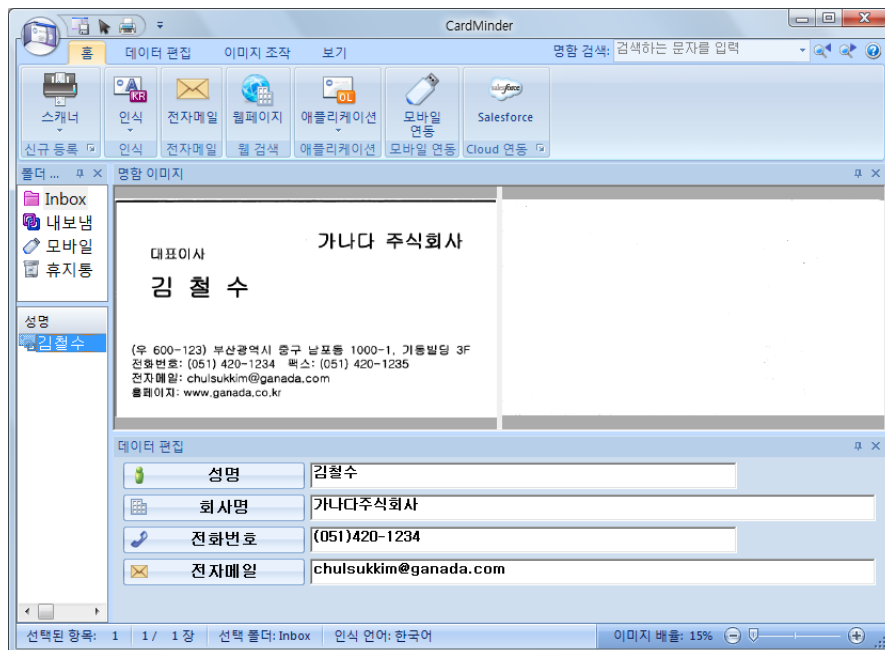 CardMinder
홈 데이터 편집 이미지 조작 보기 명함 검색: 검색하는 문자를 입력
KR OL salesforce
스캐너 인식 전자메일 웹페이지 애플리케이션 모바일 연동 Salesforce
신규 등록 인식 전자메일 웹 검색 애플리케이션 모바일 연동 Cloud 연동
폴더 ... 명함 이미지
Inbox
내보냄
모바일
휴지통
성명
김철수
가나다 주식회사
대표이사
김 철 수
(우 600-123) 부산광역시 중구 남포동 1000-1, 기동빌딩 3F
전화번호: (051) 420-1234 팩스: (051) 420-1235
전자메일: chulsukkim@ganada.com
홈페이지: www.ganada.co.kr
데이터 편집
성명 김철수
회사명 가나다주식회사
전화번호 (051)420-1234
전자메일 chulsukkim@ganada.com
선택된 항목: 1 1 / 1 장 선택 폴더: Inbox 인식 언어: 한국어 이미지 배율: 15%